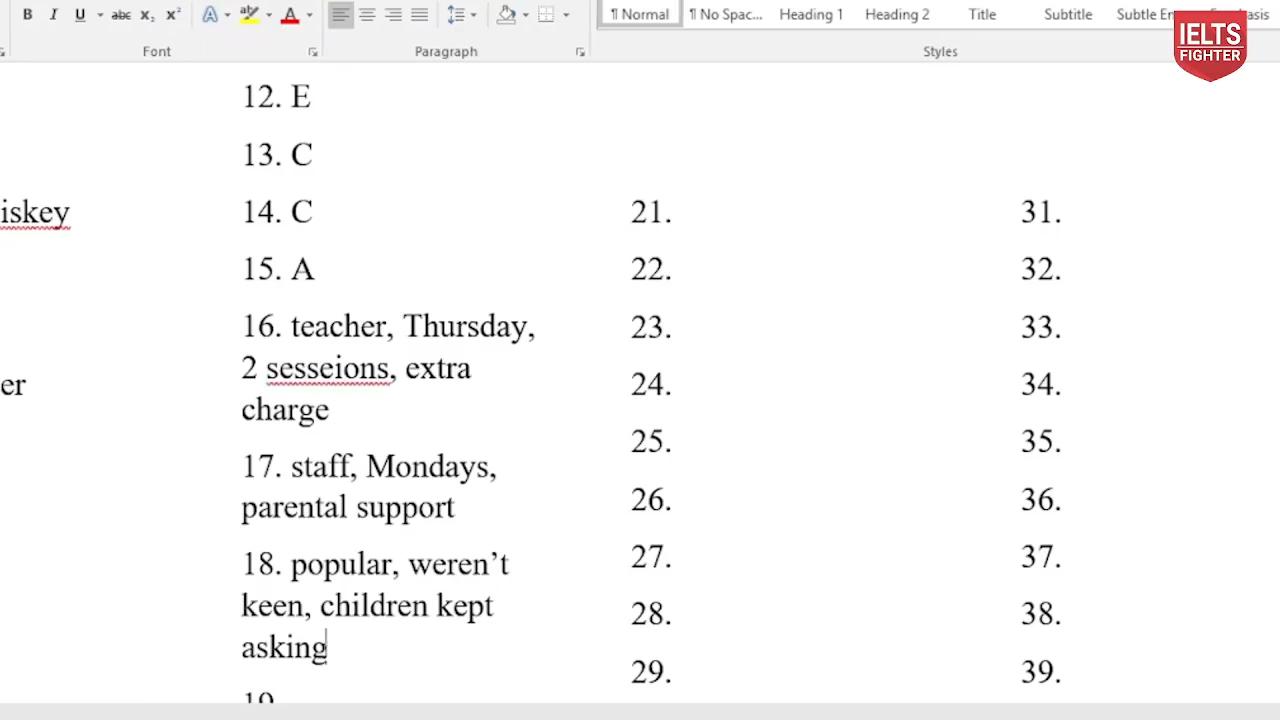 B I U abc x₂ x² A aby A
¶ Normal ¶ No Spac... Heading 1 Heading 2 Title Subtitle Subtle
IELTS
FIGHTER
Font Paragraph Styles
12. E
13. C
iskey 14. C 21. 31.
15. A 22. 32.
16. teacher, Thursday, 23. 33.
2 sesseions, extra
er 24. 34.
charge
25. 35.
17. staff, Mondays,
parental support 26. 36.
27. 37.
18. popular, weren’t
keen, children kept 28. 38.
asking
29. 39.